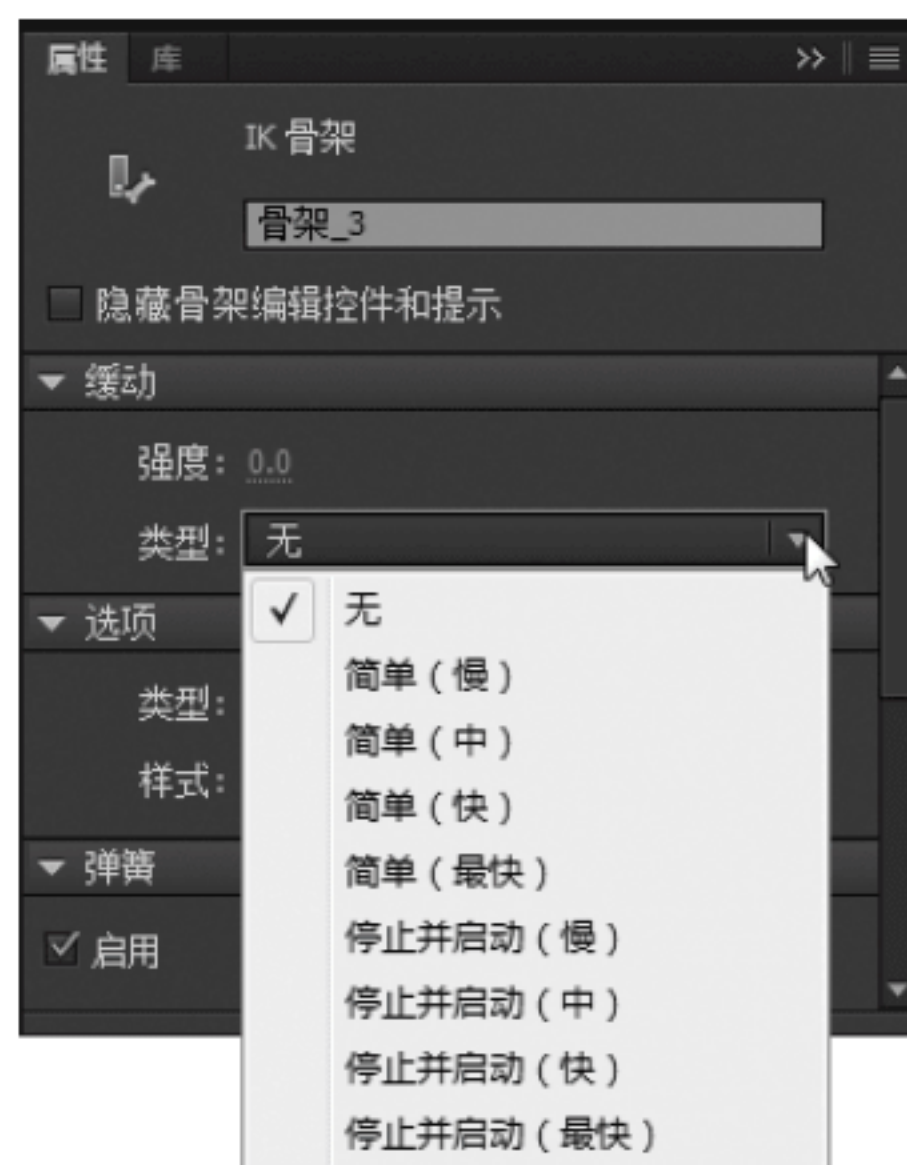 属性 库
IK 骨架
骨架_3
隐藏骨架编辑控件和提示
缓动
强度: 0.0
类型: 无
无
简单（慢）
简单（中）
简单（快）
简单（最快）
停止并启动（慢）
停止并启动（中）
停止并启动（快）
停止并启动（最快）
选项
类型:
样式:
弹簧
启用